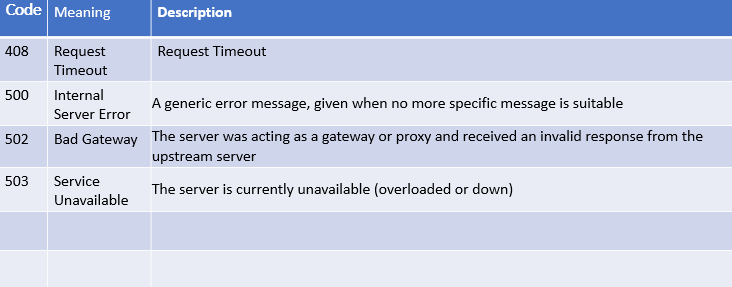 Code Meaning Description
408 Request Timeout Request Timeout
500 Internal Server Error A generic error message, given when no more specific message is suitable
502 Bad Gateway The server was acting as a gateway or proxy and received an invalid response from the upstream server
503 Service Unavailable The server is currently unavailable (overloaded or down)